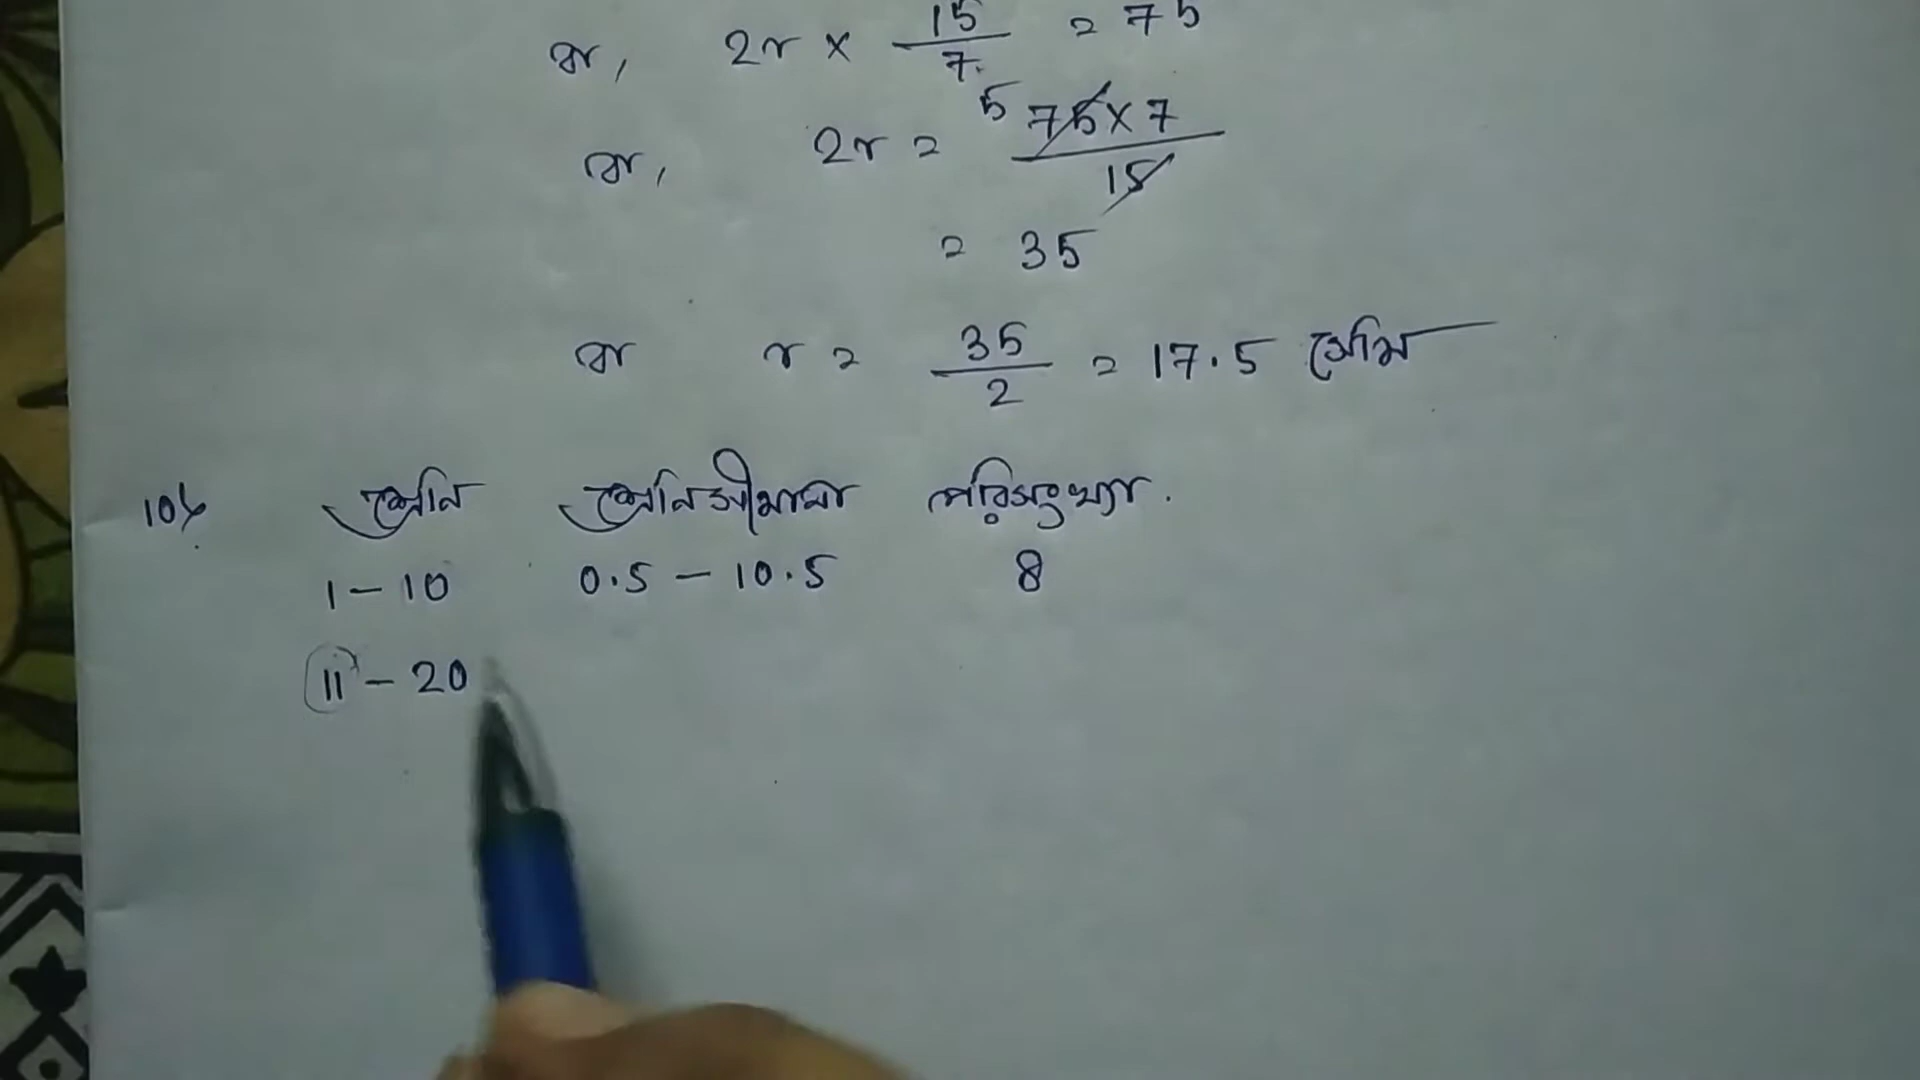 বা, 2r × 15/7 = 75
বা, 2r = 5 75×7/15
= 35
বা r = 35/2 = 17.5 সেমি
10> শ্রেনি শ্রেনিসীমানা পরিসংখ্যা.
1-10 0.5 - 10.5 8
11 - 20